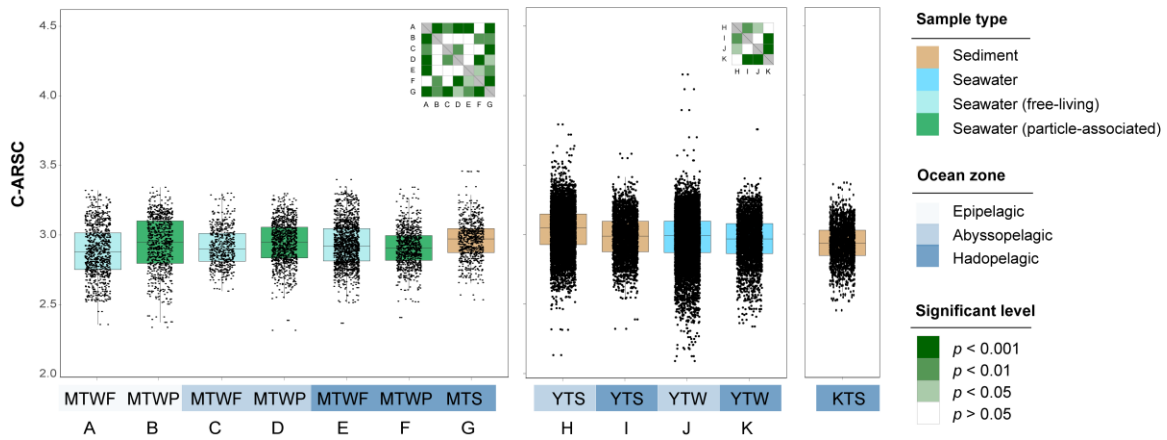 C-ARSC
4.5
4.0
3.5
3.0
2.5
2.0
A
B
C
D
E
F
G
A B C D E F G
H
I
J
K
H I J K
MTWF MTWP MTWF MTWP MTWF MTWP MTS
A B C D E F G
YTS YTS YTW YTW
H I J K
KTS
Sample type
Sediment
Seawater
Seawater (free-living)
Seawater (particle-associated)
Ocean zone
Epipelagic
Abyssopelagic
Hadopelagic
Significant level
p < 0.001
p < 0.01
p < 0.05
p > 0.05